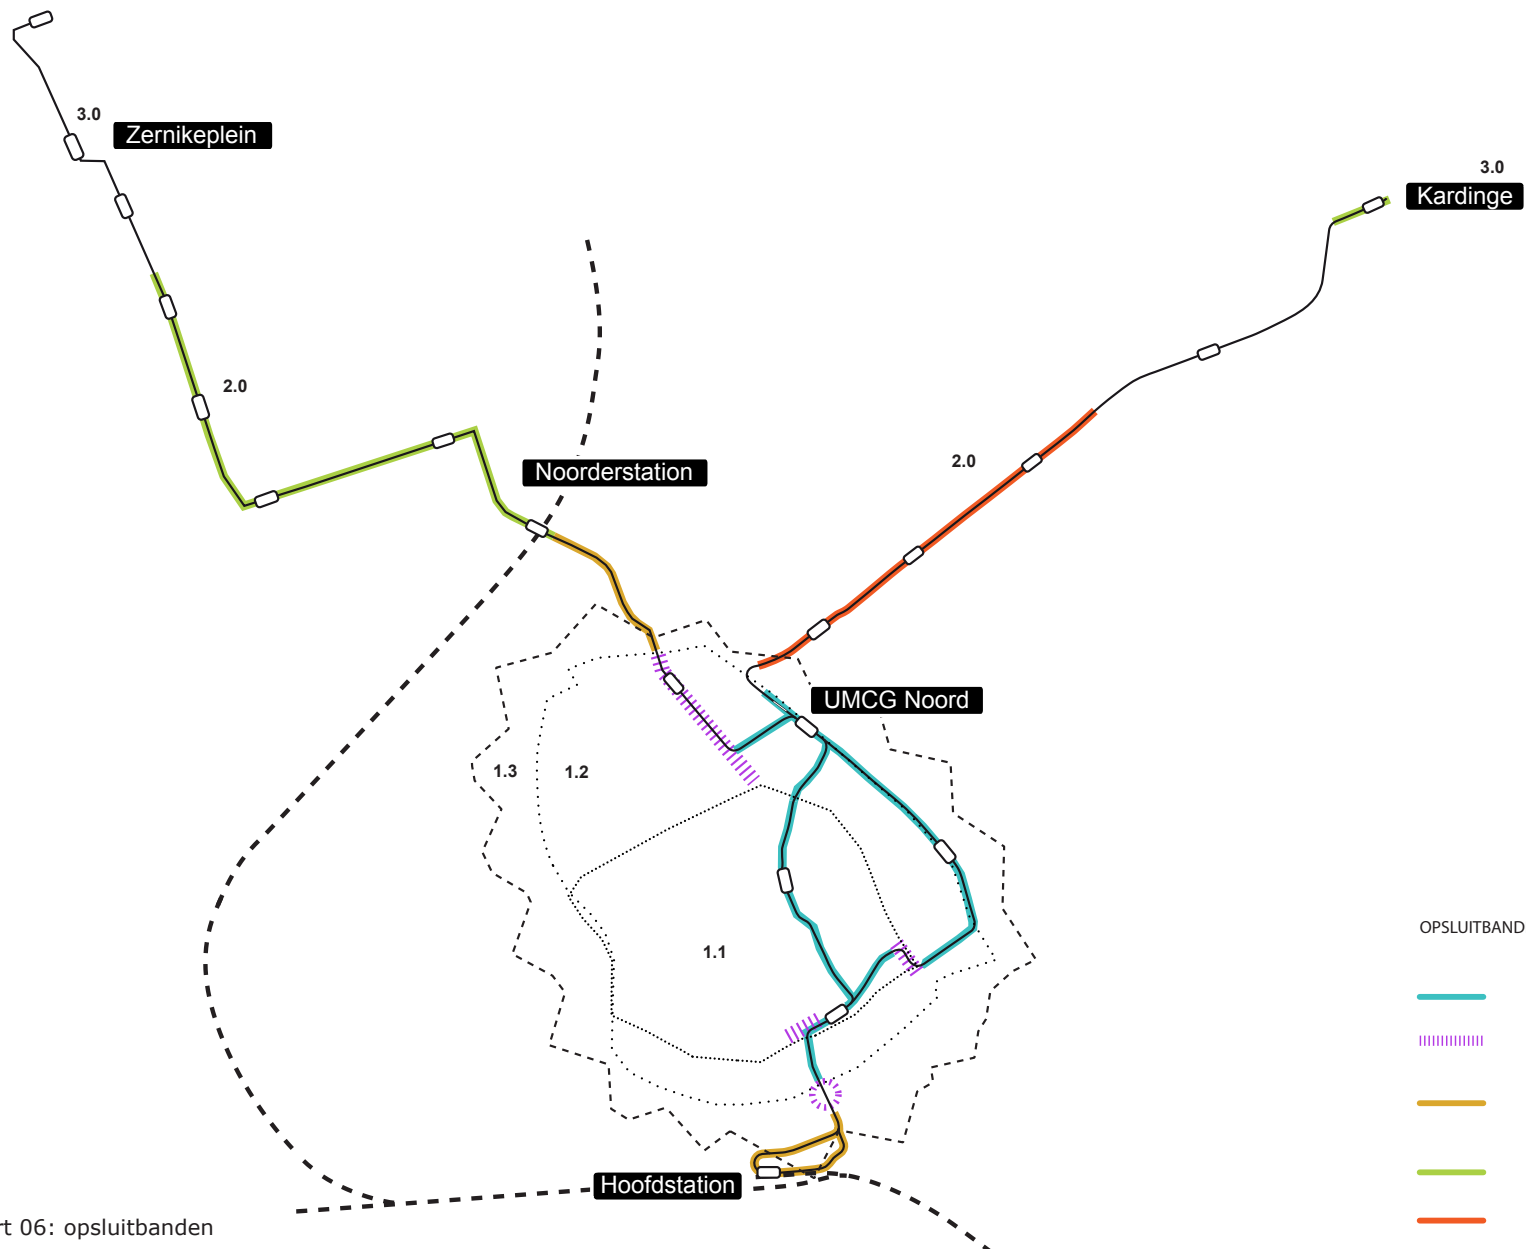 3.0
Zernikeplein
3.0
Kardinge
2.0
2.0
Noorderstation
UMCG Noord
1.3
1.2
1.1
OPSLUITBAND
Hoofdstation
rt 06: opsluitbanden